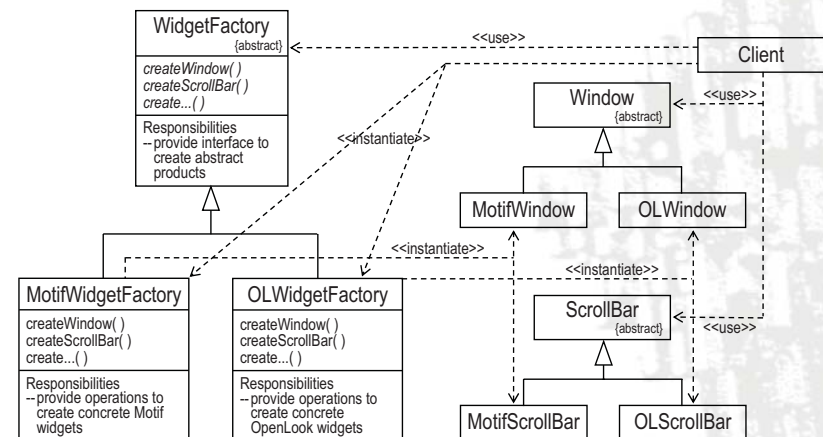 WidgetFactory
{abstract}
createWindow( )
createScrollBar( )
create...( )
Responsibilities
--provide interface to
create abstract
products
<<use>>
Client
<<use>>
Window
{abstract}
<<instantiate>>
MotifWindow
OLWindow
<<instantiate>>
<<instantiate>>
MotifWidgetFactory
createWindow( )
createScrollBar( )
create...( )
Responsibilities
--provide operations to
create concrete Motif
widgets
OLWidgetFactory
createWindow( )
createScrollBar( )
create...( )
Responsibilities
--provide operations to
create concrete
OpenLook widgets
ScrollBar
{abstract}
<<use>>
MotifScrollBar
OLScrollBar